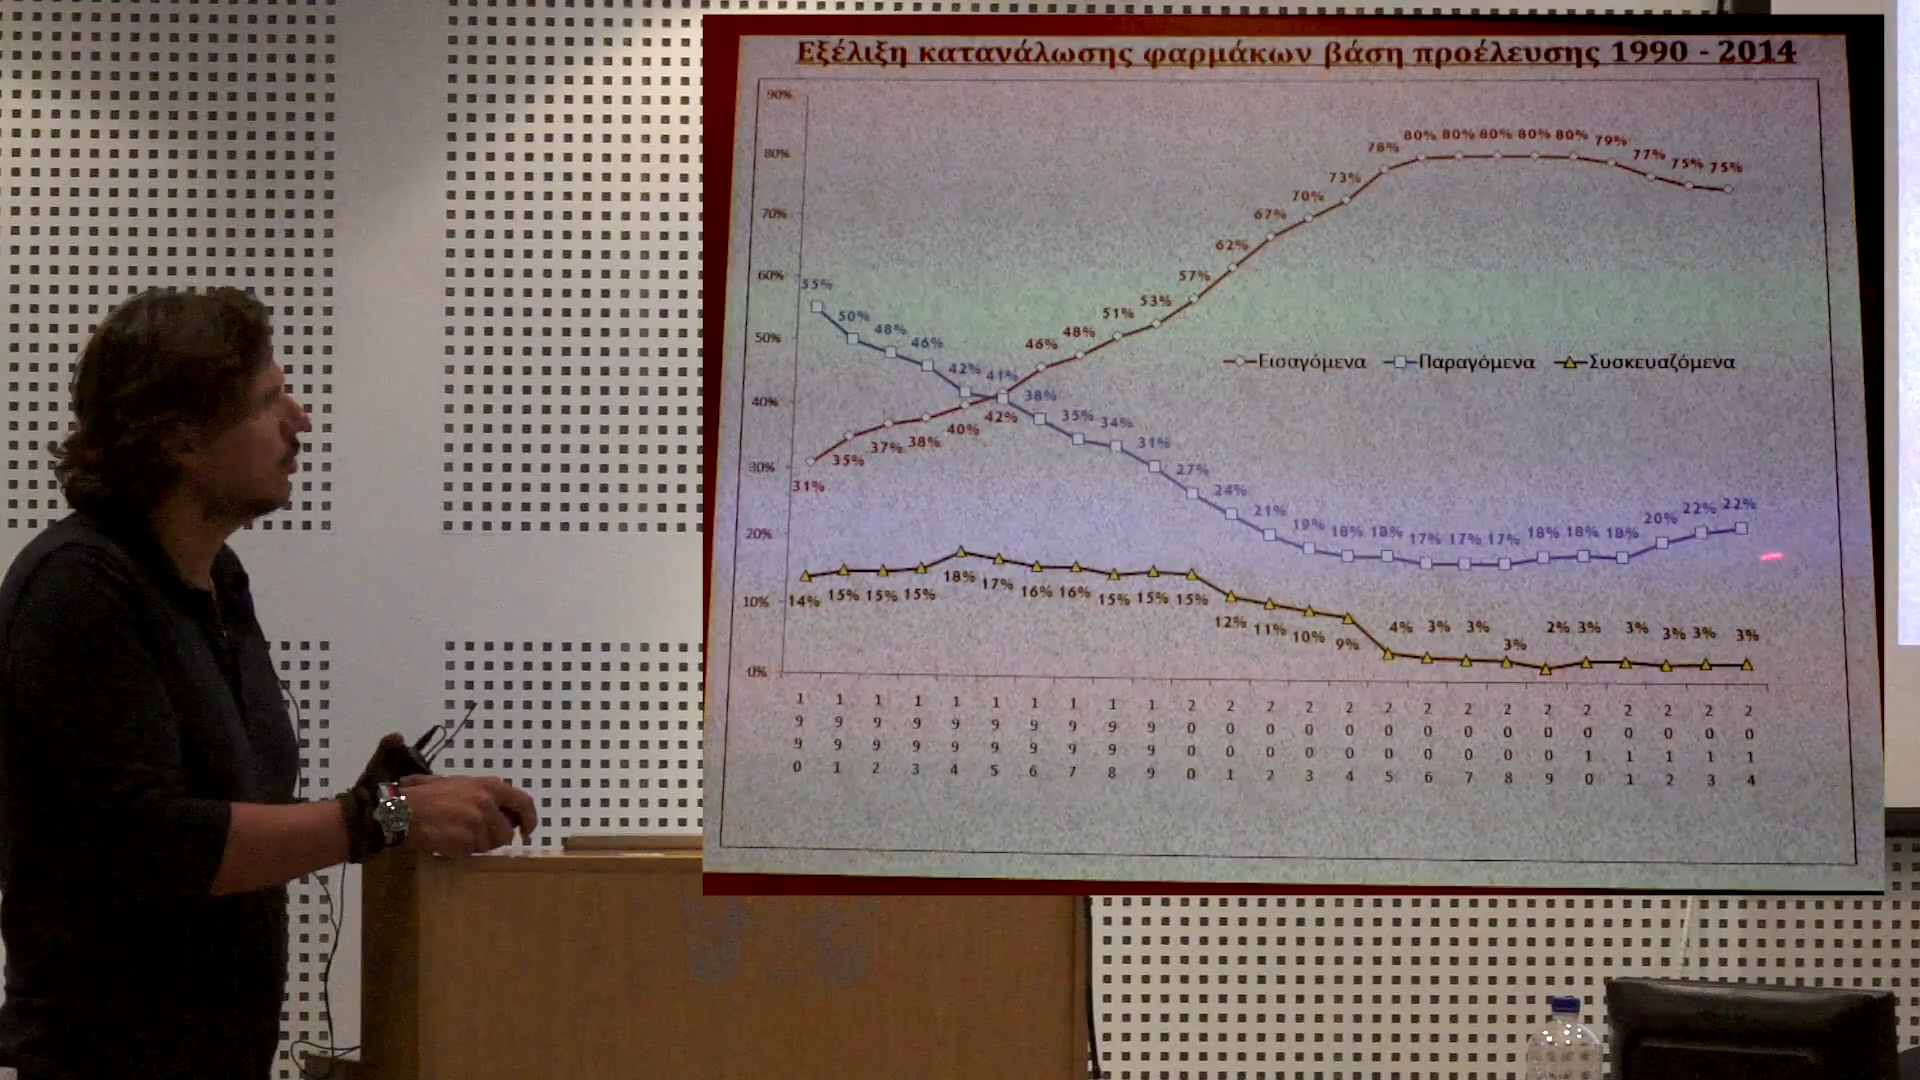 Εξέλιξη κατανάλωσης φαρμάκων βάση προέλευσης 1990 - 2014
90%
80%
70%
60%
50%
40%
30%
20%
10%
0%
31% 35% 37% 38% 40% 42% 46% 48% 51% 53% 57% 62% 67% 70% 73% 78% 80% 80% 80% 80% 80% 79% 77% 75% 75%
55% 50% 48% 46% 42% 41% 38% 35% 34% 31% 27% 24% 21% 19% 18% 18% 17% 17% 17% 18% 18% 18% 20% 22% 22%
14% 15% 15% 15% 18% 17% 16% 16% 15% 15% 15% 12% 11% 10% 9% 4% 3% 3% 3% 2% 3% 3% 3% 3% 3%
Εισαγόμενα Παραγόμενα Συσκευαζόμενα
1990 1991 1992 1993 1994 1995 1996 1997 1998 1999 2000 2001 2002 2003 2004 2005 2006 2007 2008 2009 2010 2011 2012 2013 2014